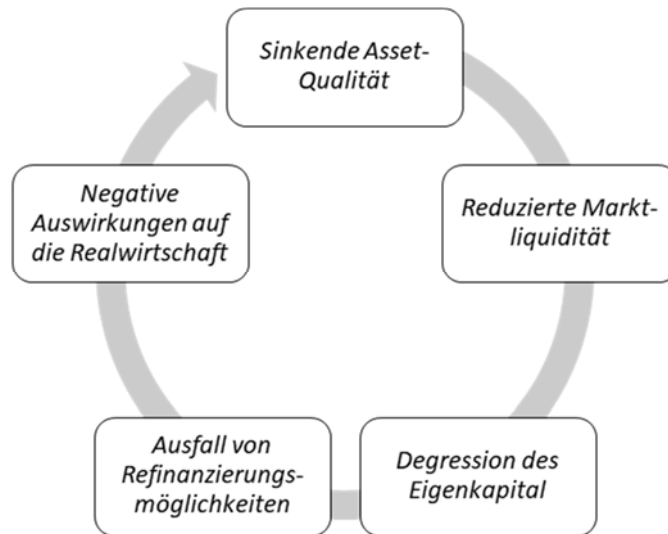 Sinkende Asset-
Qualität
Reduzierte Markt-
liquidität
Degression des
Eigenkapital
Ausfall von
Refinanzierungs-
möglichkeiten
Negative
Auswirkungen auf
die Realwirtschaft